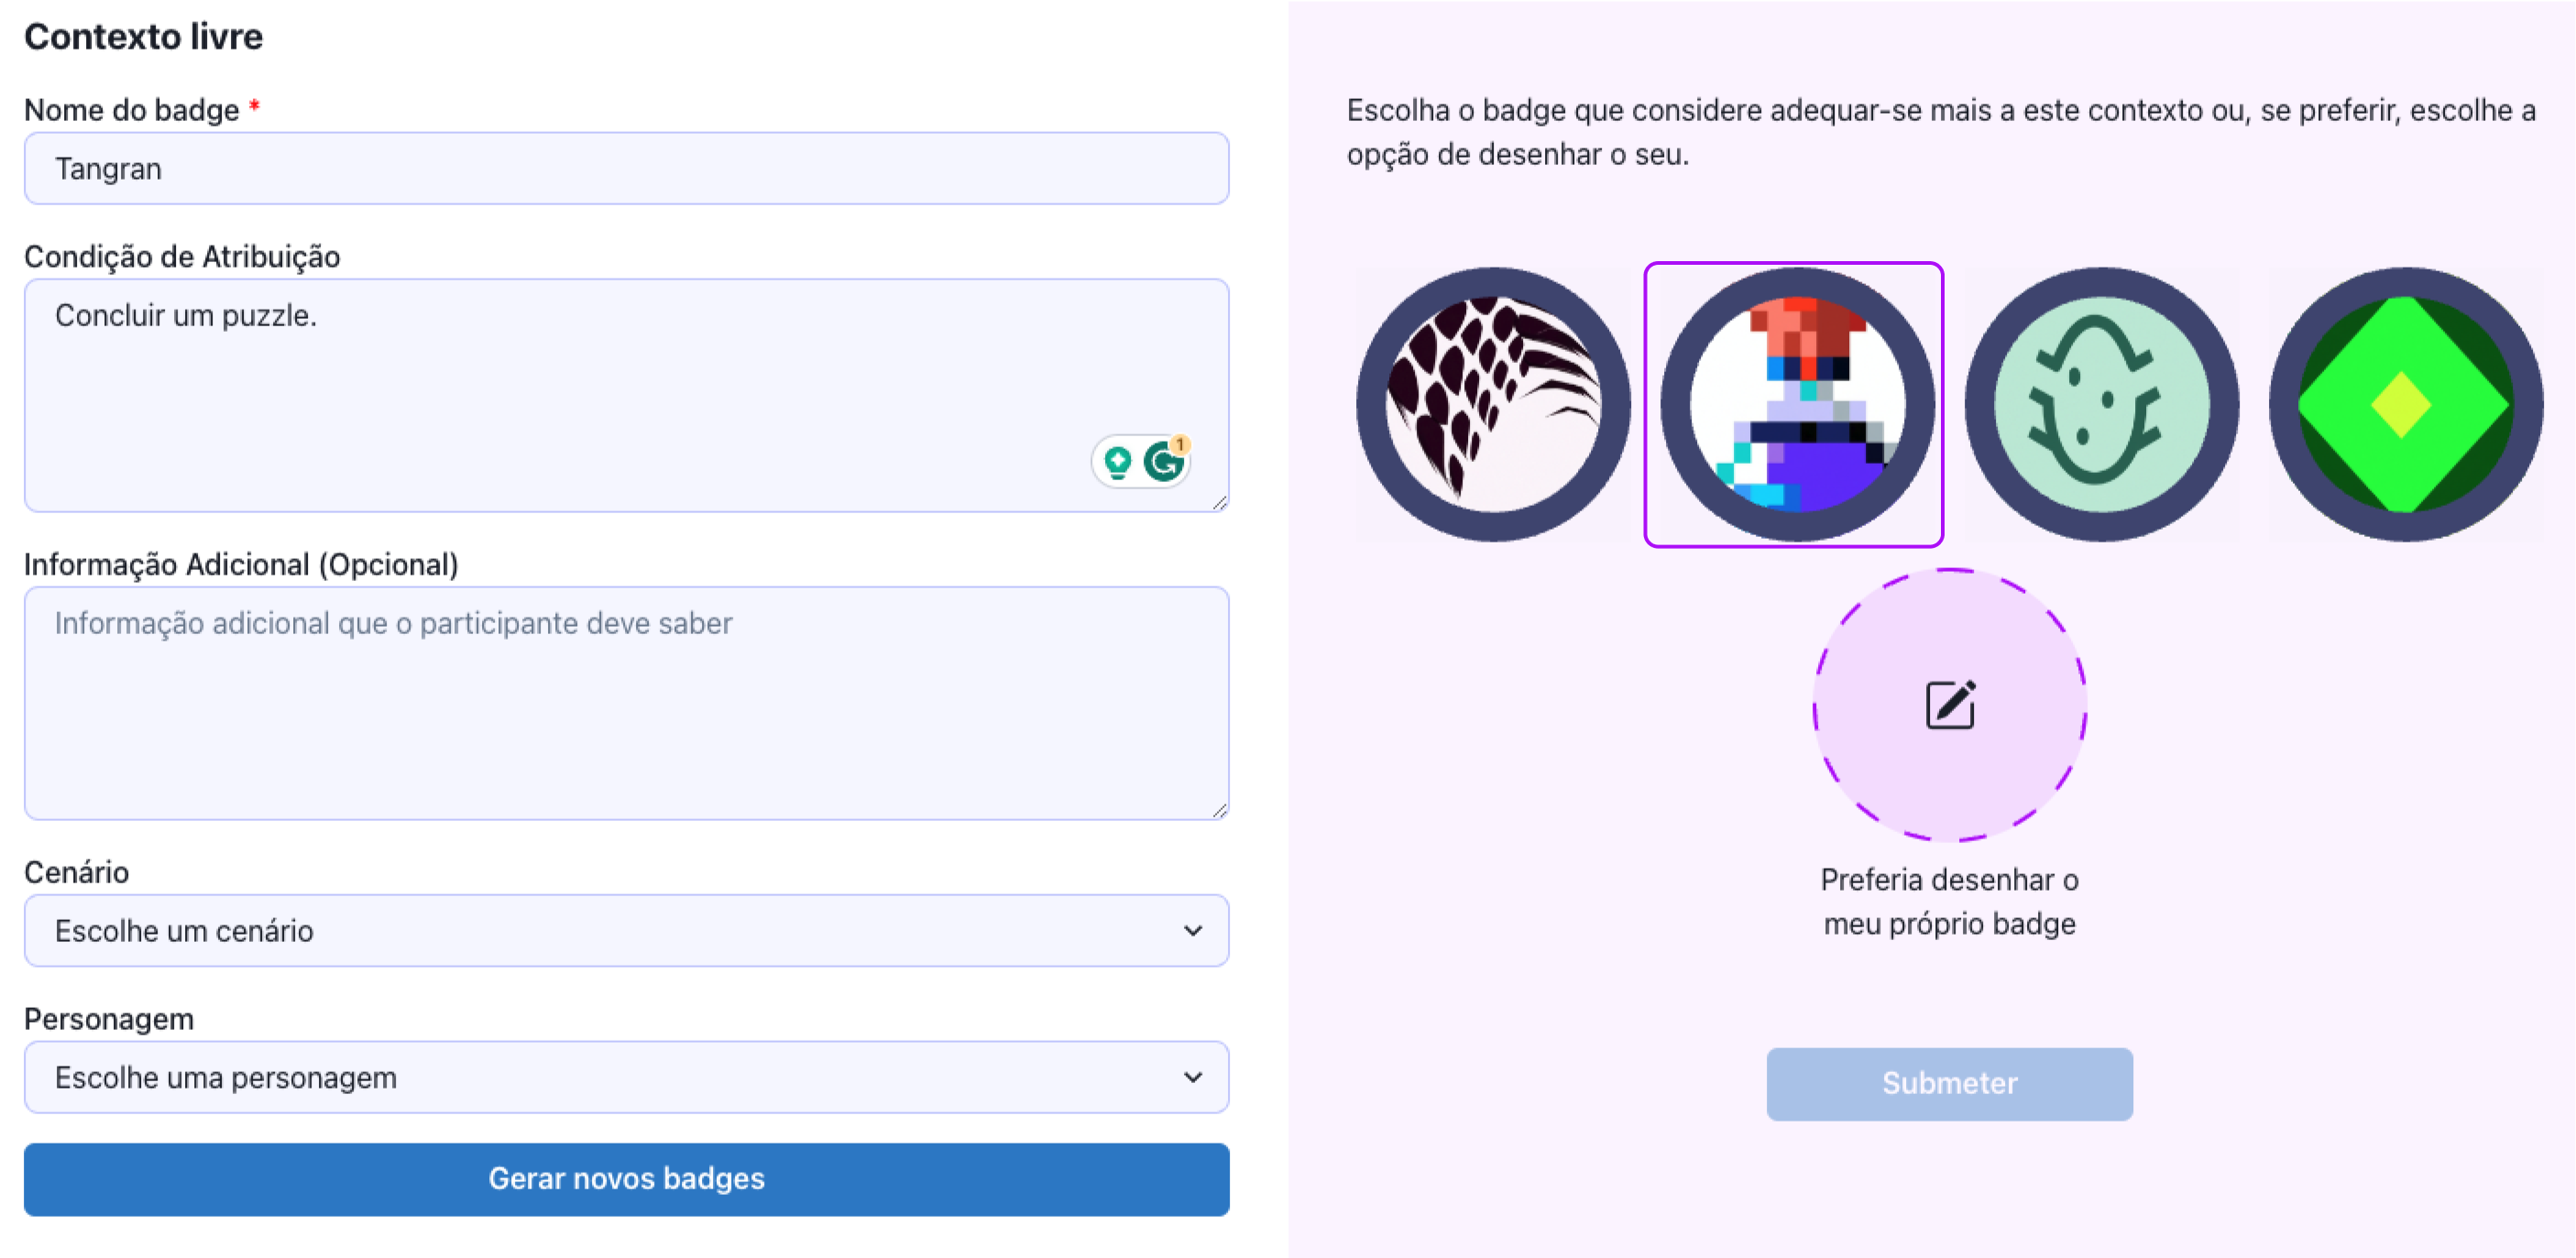 Contexto livre
Nome do badge *
Tangran
Condição de Atribuição
Concluir um puzzle.
1
Informação Adicional (Opcional)
Informação adicional que o participante deve saber
Cenário
Escolhe um cenário
Personagem
Escolhe uma personagem
Gerar novos badges
Escolha o badge que considere adequar-se mais a este contexto ou, se preferir, escolhe a
opção de desenhar o seu.
Preferia desenhar o
meu próprio badge
Submeter